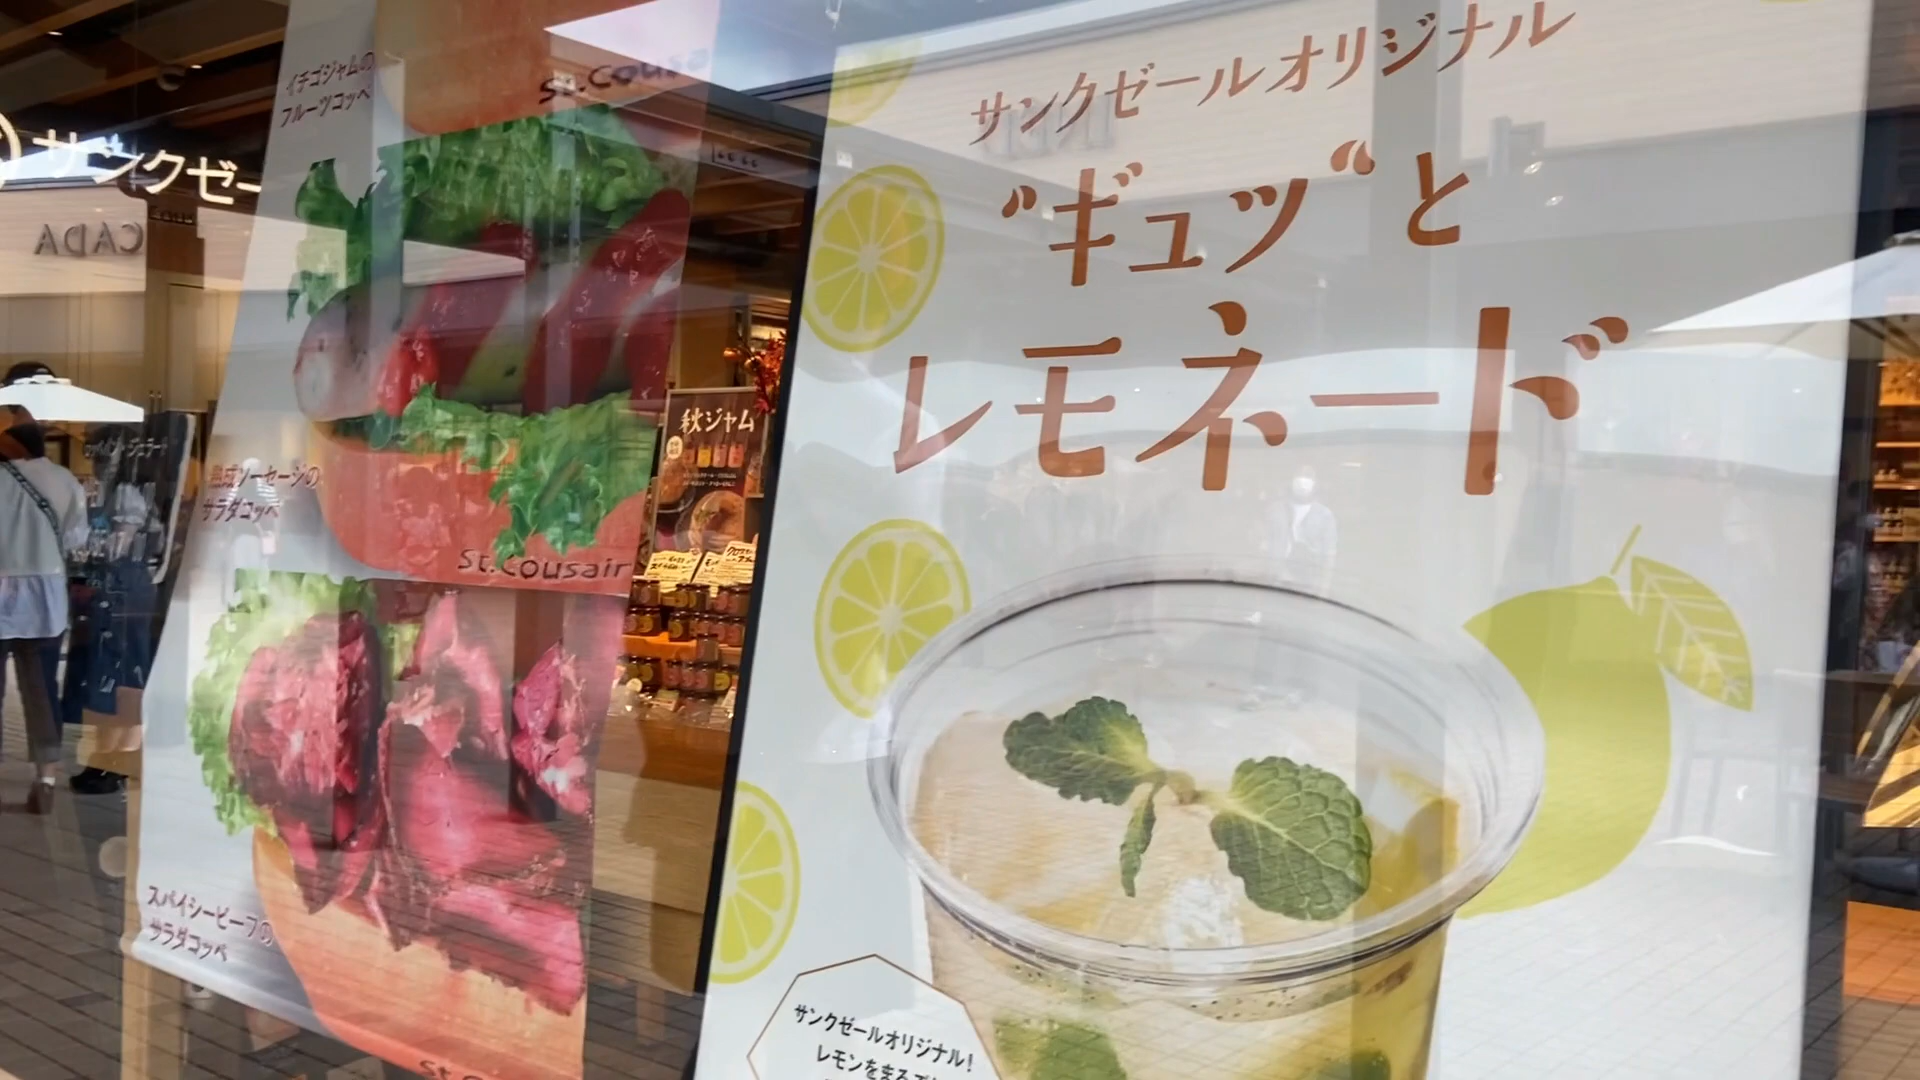 サンクゼー
CADA
イチゴジャムの
フルーツコッペ
St.Cousa
熟成ソーセージの
サラダコッペ
St.Cousair
スパイシービーフの
サラダコッペ
秋ジャム
サンクゼールオリジナル
“ギュッ“と
レモネード
サンクゼールオリジナル!
レモンをまる